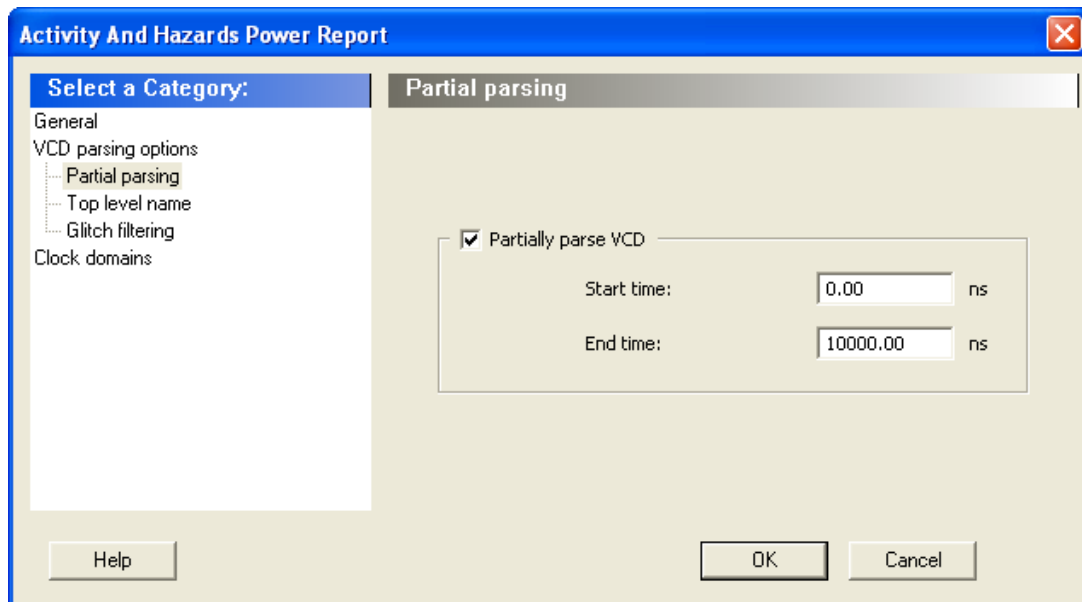 Activity And Hazards Power Report
Select a Category:
General
VCD parsing options
Partial parsing
Top level name
Glitch filtering
Clock domains
Partial parsing
Partially parse VCD
Start time: 0.00 ns
End time: 10000.00 ns
Help
OK
Cancel